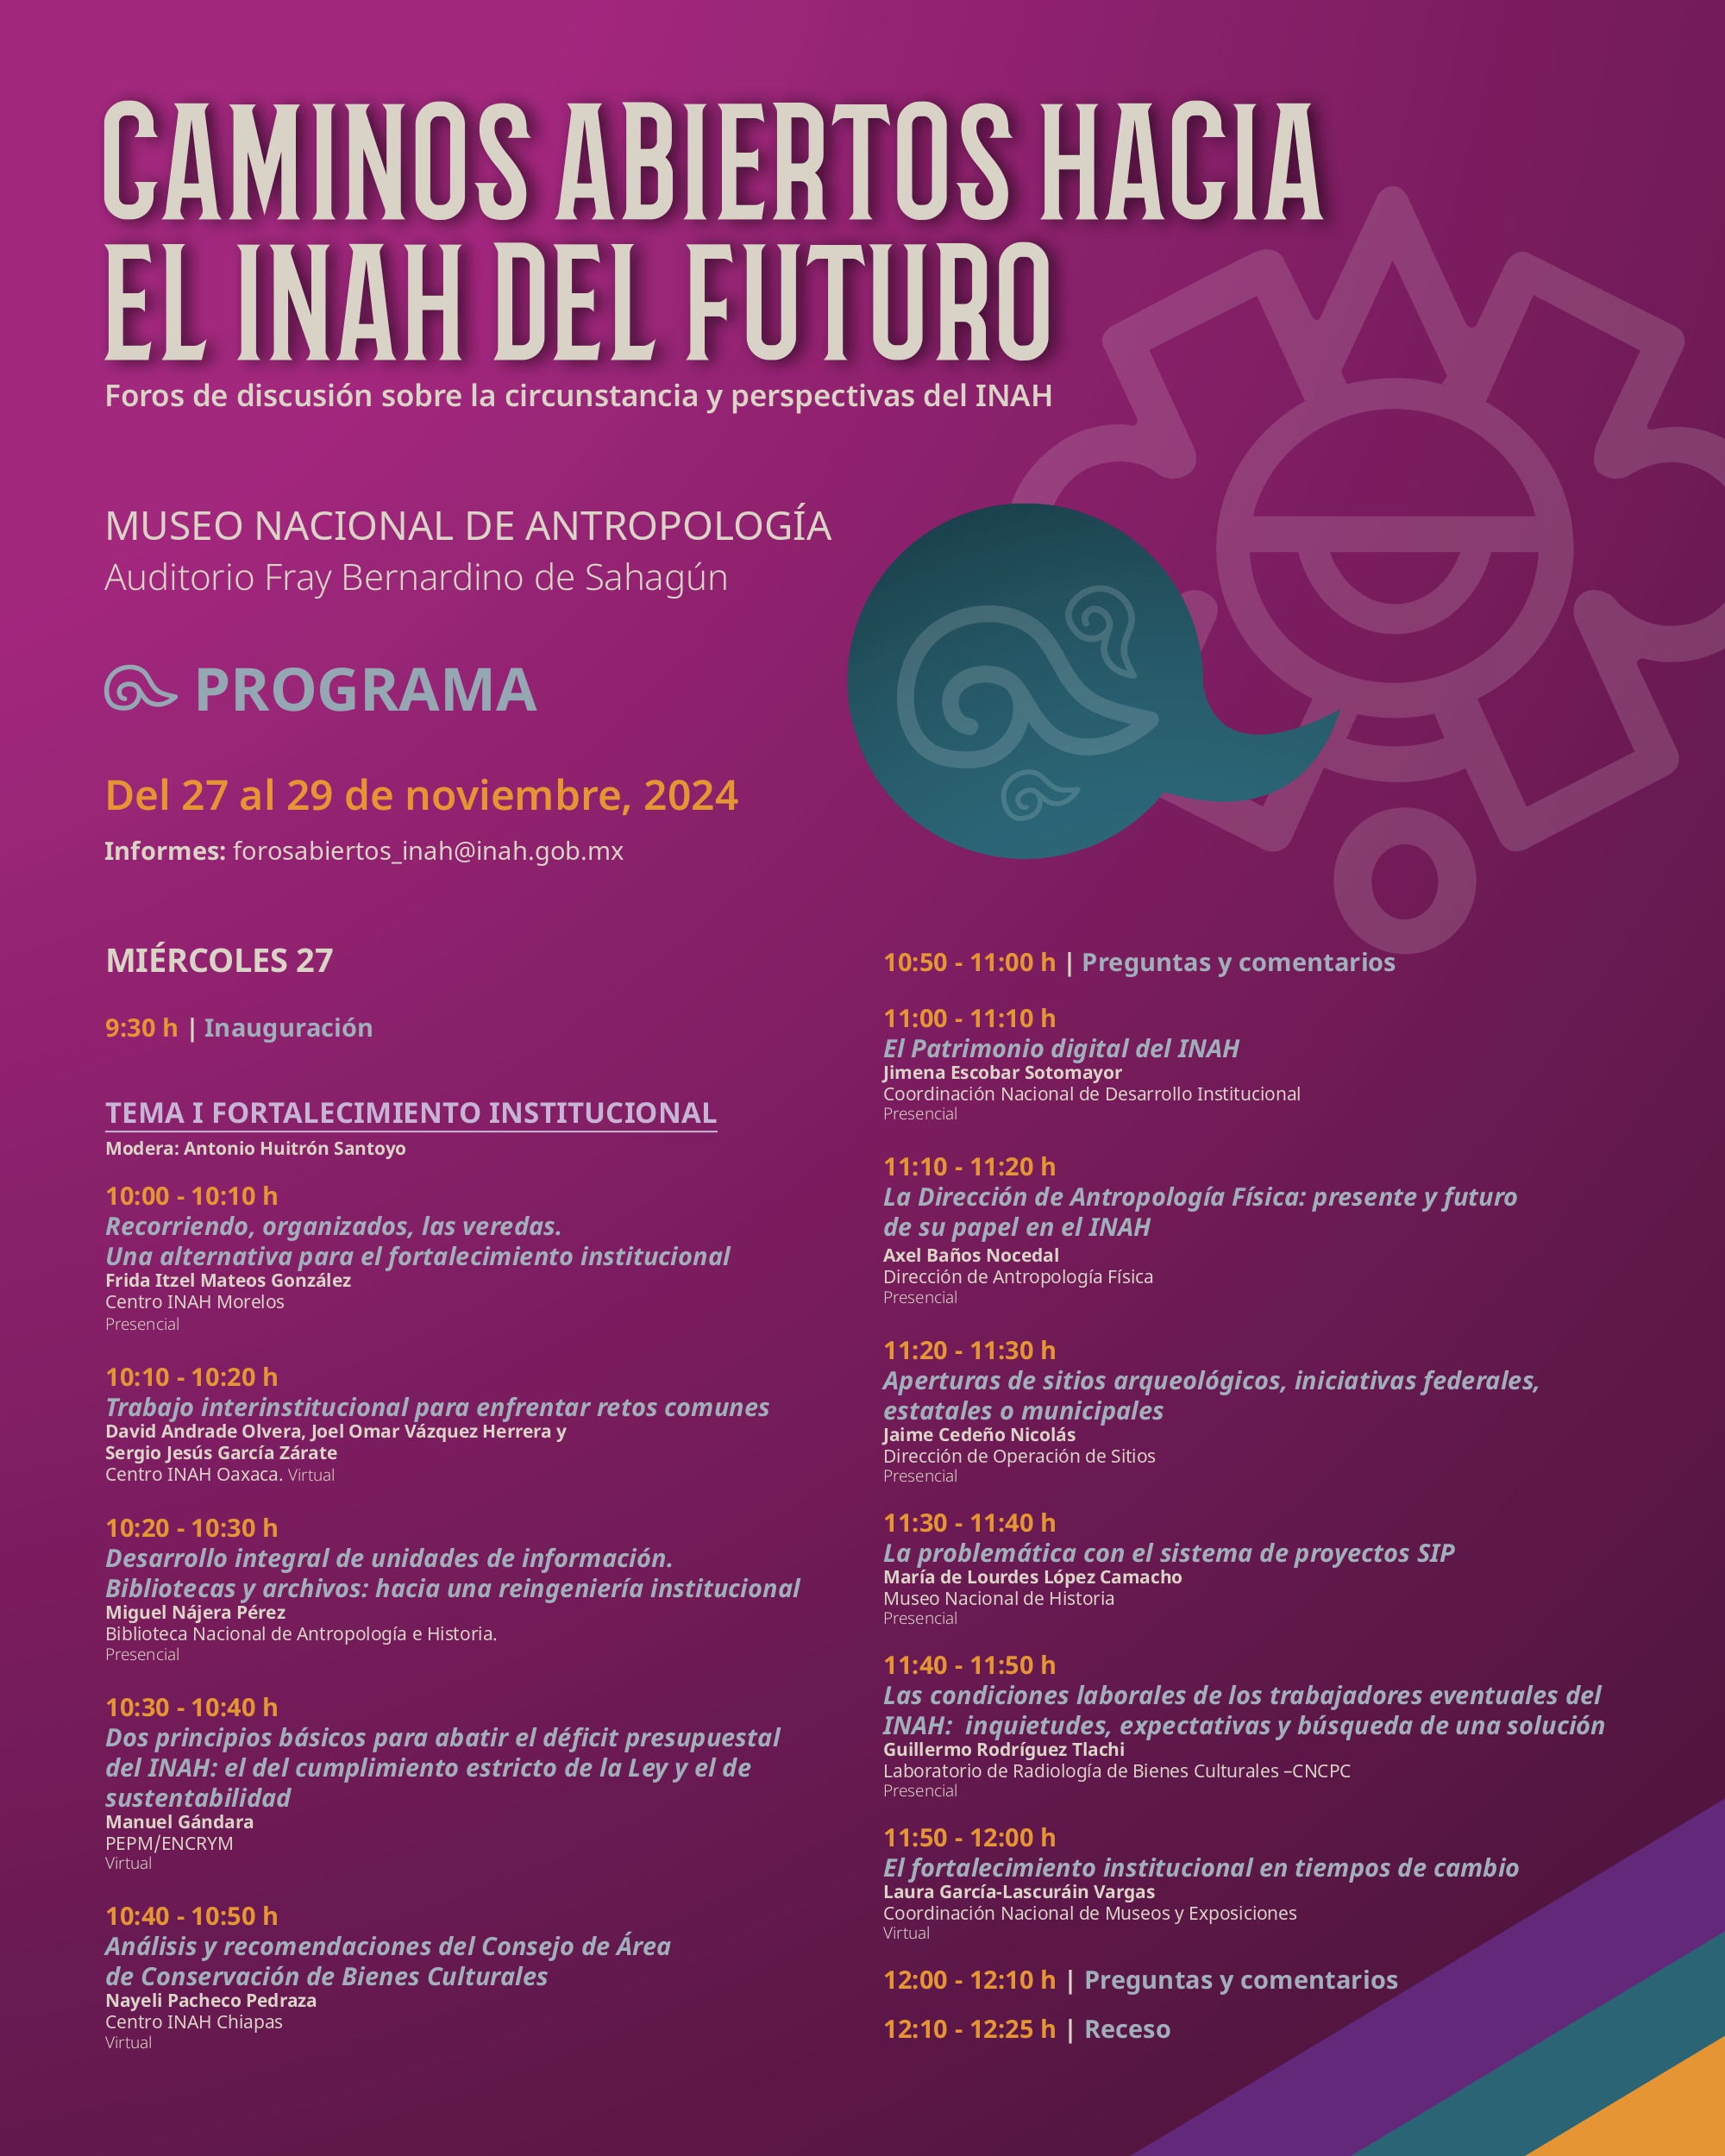 CAMINOS ABIERTOS HACIA
EL INAH DEL FUTURO
Foros de discusión sobre la circunstancia y perspectivas del INAH
MUSEO NACIONAL DE ANTROPOLOGÍA
Auditorio Fray Bernardino de Sahagún
PROGRAMA
Del 27 al 29 de noviembre, 2024
Informes: forosabiertos_inah@inah.gob.mx
MIÉRCOLES 27
9:30 h | Inauguración
TEMA I FORTALECIMIENTO INSTITUCIONAL
Modera: Antonio Huitrón Santoyo
10:00 - 10:10 h
Recorriendo, organizados, las veredas.
Una alternativa para el fortalecimiento institucional
Frida Itzel Mateos González
Centro INAH Morelos
Presencial
10:10 - 10:20 h
Trabajo interinstitucional para enfrentar retos comunes
David Andrade Olvera, Joel Omar Vázquez Herrera y
Sergio Jesús García Zárate
Centro INAH Oaxaca. Virtual
10:20 - 10:30 h
Desarrollo integral de unidades de información.
Bibliotecas y archivos: hacia una reingeniería institucional
Miguel Nájera Pérez
Biblioteca Nacional de Antropología e Historia.
Presencial
10:30 - 10:40 h
Dos principios básicos para abatir el déficit presupuestal
del INAH: el del cumplimiento estricto de la Ley y el de
sustentabilidad
Manuel Gándara
PEPM/ENCRYM
Virtual
10:40 - 10:50 h
Análisis y recomendaciones del Consejo de Área
de Conservación de Bienes Culturales
Nayeli Pacheco Pedraza
Centro INAH Chiapas
Virtual
10:50 - 11:00 h | Preguntas y comentarios
11:00 - 11:10 h
El Patrimonio digital del INAH
Jimena Escobar Sotomayor
Coordinación Nacional de Desarrollo Institucional
Presencial
11:10 - 11:20 h
La Dirección de Antropología Física: presente y futuro
de su papel en el INAH
Axel Baños Nocedal
Dirección de Antropología Física
Presencial
11:20 - 11:30 h
Aperturas de sitios arqueológicos, iniciativas federales,
estatales o municipales
Jaime Cedeño Nicolás
Dirección de Operación de Sitios
Presencial
11:30 - 11:40 h
La problemática con el sistema de proyectos SIP
María de Lourdes López Camacho
Museo Nacional de Historia
Presencial
11:40 - 11:50 h
Las condiciones laborales de los trabajadores eventuales del
INAH:  inquietudes, expectativas y búsqueda de una solución
Guillermo Rodríguez Tlachi
Laboratorio de Radiología de Bienes Culturales –CNCPC
Presencial
11:50 - 12:00 h
El fortalecimiento institucional en tiempos de cambio
Laura García-Lascuráin Vargas
Coordinación Nacional de Museos y Exposiciones
Virtual
12:00 - 12:10 h | Preguntas y comentarios
12:10 - 12:25 h | Receso